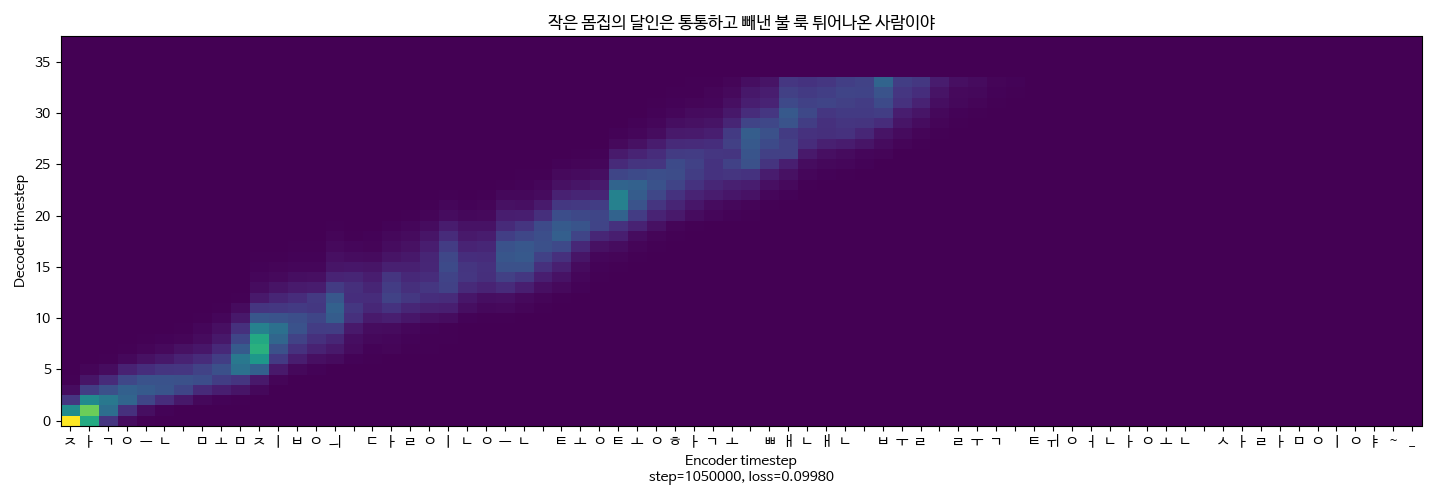 작은 몸집의 달인은 통통하고 빼낸 불 룩 튀어나온 사람이야
35
30
25
20
15
10
5
0
Decoder timestep
ㅈ ㅏ ㄱ ㅇ ㅡ ㄴ ㅁ ㅗ ㅁ ㅈ ㅣ ㅂ ㅇ ㅢ ㄷ ㅏ ㄹ ㅇ ㅣ ㄴ ㅇ ㅡ ㄴ ㅌ ㅗ ㅇ ㅌ ㅗ ㅇ ㅎ ㅏ ㄱ ㅗ ㅃ ㅐ ㄴ ㅐ ㄴ ㅂ ㅜ ㄹ ㄹ ㅜ ㄱ ㅌ ㅟ ㅇ ㅓ ㄴ ㅏ ㅇ ㅗ ㄴ ㅅ ㅏ ㄹ ㅏ ㅁ ㅇ ㅣ ㅇ ㅑ ~ _
Encoder timestep
step=1050000, loss=0.09980